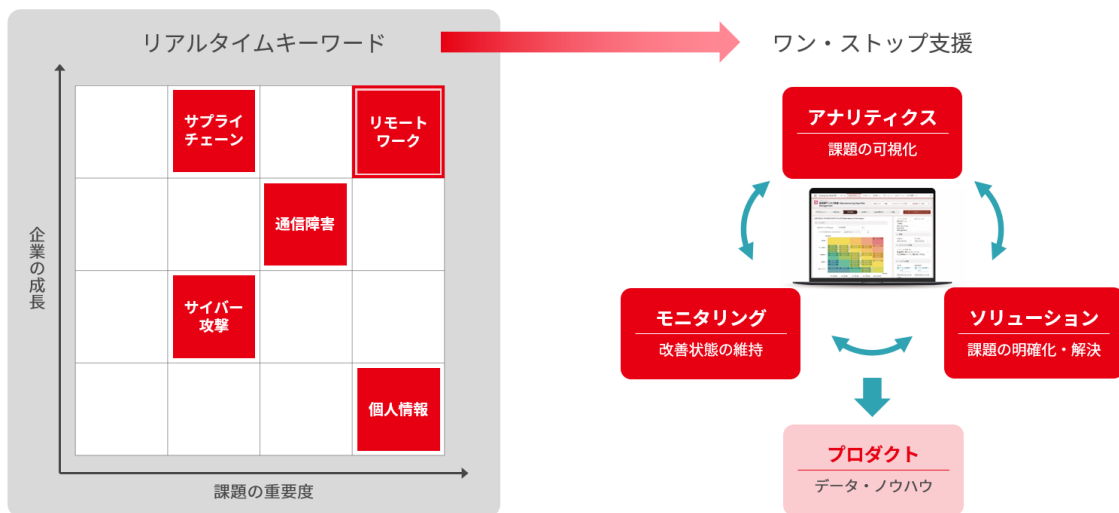 リアルタイムキーワード
ワン・ストップ支援
企業の成長
サプライ
チェーン
リモート
ワーク
通信障害
サイバー
攻撃
個人情報
課題の重要度
アナリティクス
課題の可視化
モニタリング
改善状態の維持
ソリューション
課題の明確化・解決
プロダクト
データ・ノウハウ